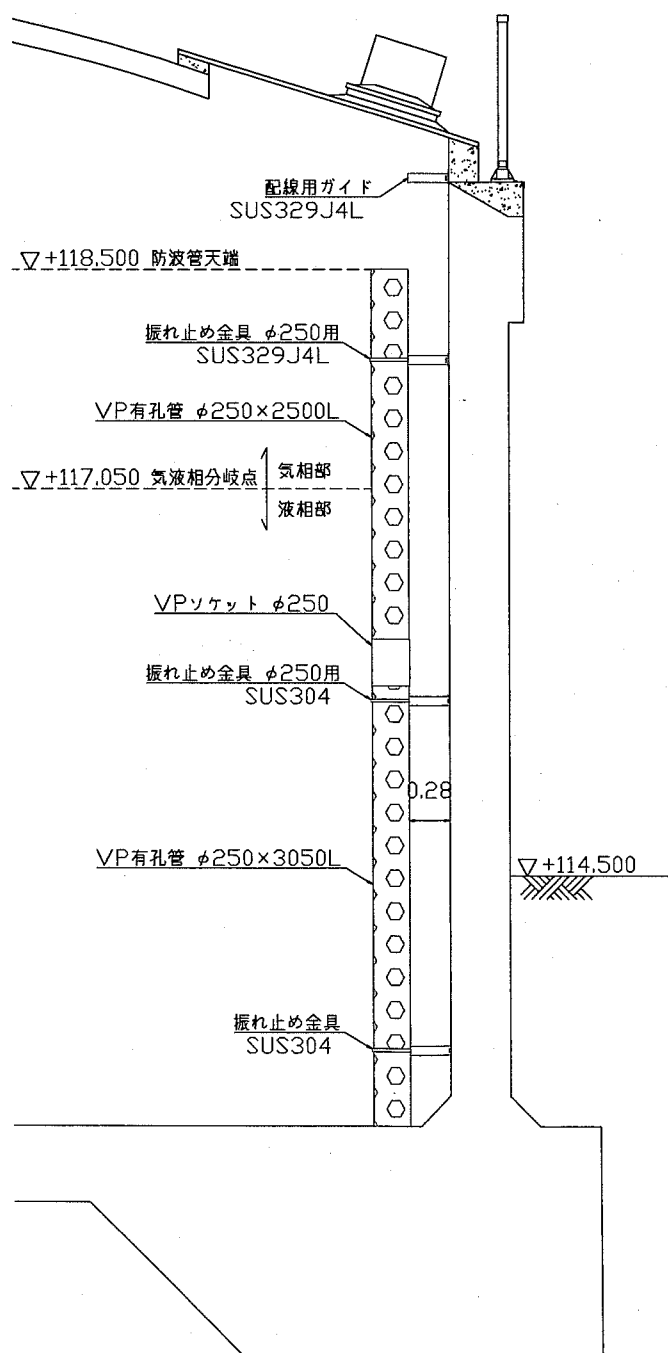 配線用ガイド
SUS329J4L
▽+118.500 防波管天端
振れ止め金具 φ250用
SUS329J4L
VP有孔管 φ250×2500L
▽+117.050 気液相分岐点
気相部
液相部
VPソケット φ250
振れ止め金具 φ250用
SUS304
0.28
VP有孔管 φ250×3050L
▽+114.500
振れ止め金具
SUS304